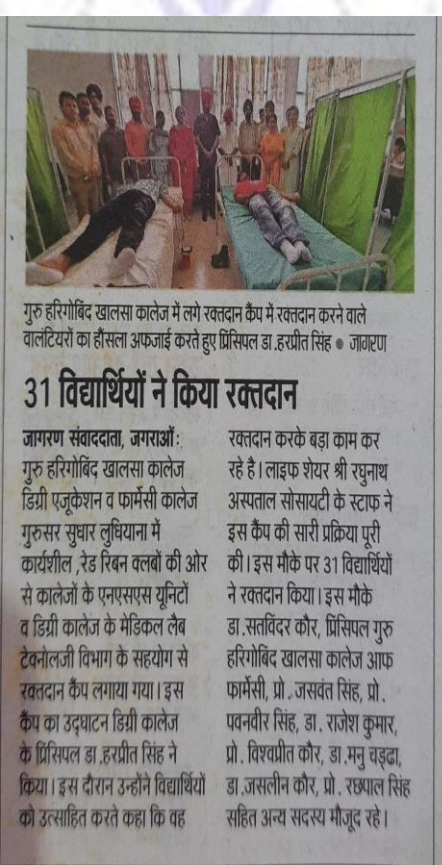 गुरु हरिगोबिंद खालसा कालेज में लगे रक्तदान कैंप में रक्तदान करने वाले
वालंटियरों का हौंसला अफजाई करते हुए प्रिंसिपल डा.हरप्रीत सिंह ● जागरण
31 विद्यार्थियों ने किया रक्तदान
जागरण संवाददाता, जगराओं :
गुरु हरिगोबिंद खालसा कालेज
डिग्री एजूकेशन व फार्मेसी कालेज
गुरुसर सुधार लुधियाना में
कार्यशील ,रेड रिबन क्लबों की ओर
से कालेजों के एनएसएस यूनिटों
व डिग्री कालेज के मेडिकल लैब
टेक्नोलजी विभाग के सहयोग से
रक्तदान कैंप लगाया गया। इस
कैंप का उद्घाटन डिग्री कालेज
के प्रिंसिपल डा.हरप्रीत सिंह ने
किया। इस दौरान उन्होंने विद्यार्थियों
को उत्साहित करते कहा कि वह
रक्तदान करके बड़ा काम कर
रहे है। लाइफ शेयर श्री रघुनाथ
अस्पताल सोसायटी के स्टाफ ने
इस कैंप की सारी प्रक्रिया पूरी
की। इस मौके पर 31 विद्यार्थियों
ने रक्तदान किया। इस मौके
डा.सतविंदर कौर, प्रिंसिपल गुरु
हरिगोबिंद खालसा कालेज आफ
फार्मेसी, प्रो. जसवंत सिंह, प्रो.
पवनवीर सिंह, डा. राजेश कुमार,
प्रो. विश्वप्रीत कौर, डा.मनु चड्ढा,
डा.जसलीन कौर, प्रो. रछपाल सिंह
सहित अन्य सदस्य मौजूद रहे।